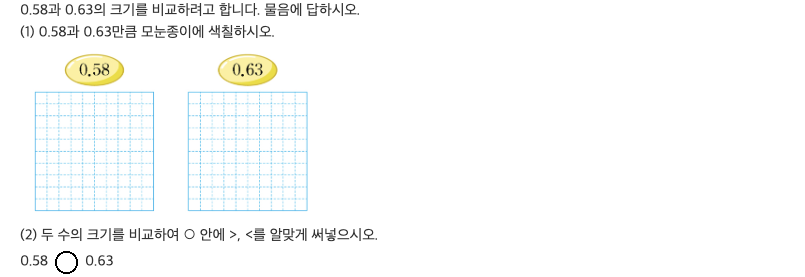 0.58과 0.63의 크기를 비교하려고 합니다. 물음에 답하시오.
(1) 0.58과 0.63만큼 모눈종이에 색칠하시오.
0.58 0.63
(2) 두 수의 크기를 비교하여 ○ 안에 >, <를 알맞게 써넣으시오.
0.58 ○ 0.63